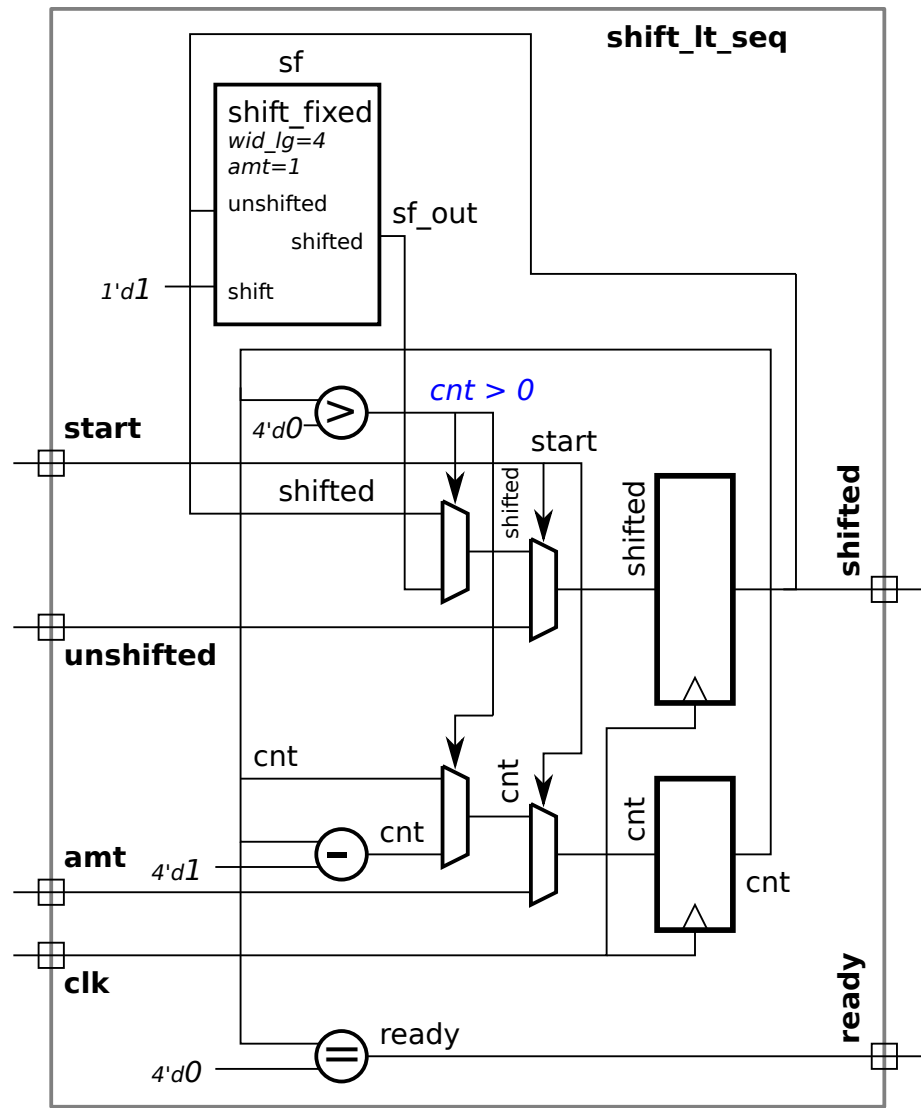 shift_lt_seq
sf
shift_fixed
wid_lg=4
amt=1
unshifted
sf_out
shifted
1'd1
shift
cnt > 0
>
4'd0
start
start
shifted
shifted
shifted
shifted
unshifted
cnt
cnt
cnt
cnt
-
amt
4'd1
cnt
clk
ready
ready
=
4'd0